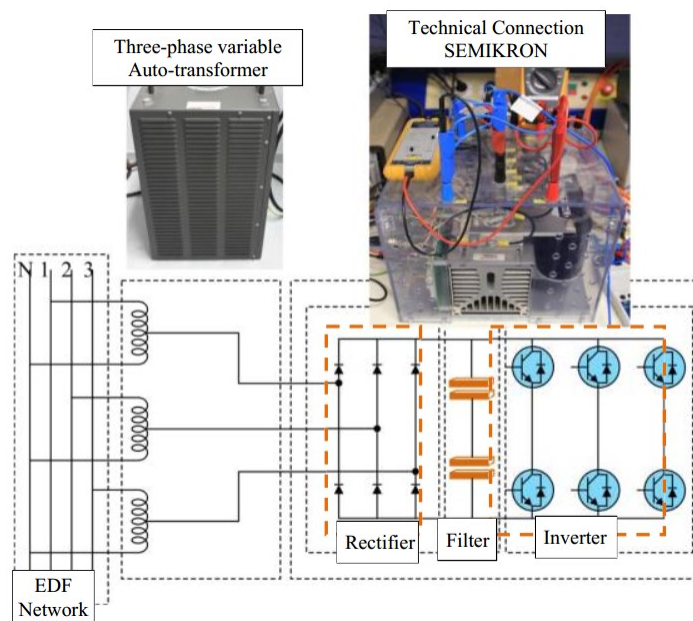 Three-phase variable
Auto-transformer
Technical Connection
SEMIKRON
N 1 2 3
Rectifier
Filter
Inverter
EDF
Network